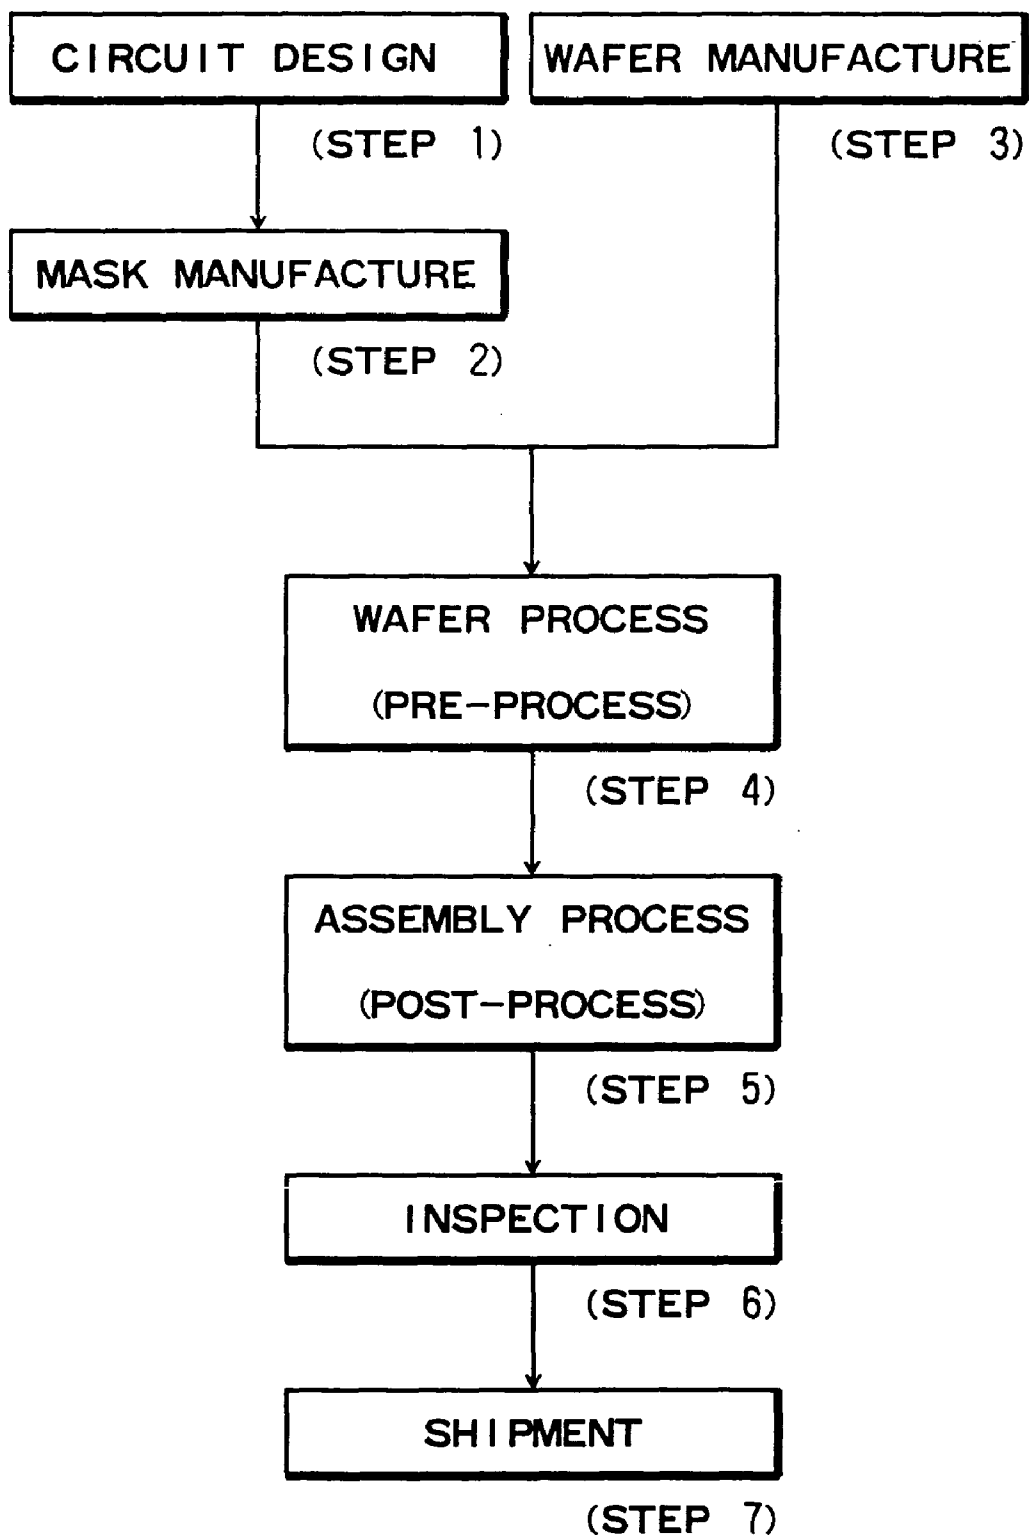 CIRCUIT DESIGN
(STEP 1)
WAFER MANUFACTURE
(STEP 3)
MASK MANUFACTURE
(STEP 2)
WAFER PROCESS
(PRE-PROCESS)
(STEP 4)
ASSEMBLY PROCESS
(POST-PROCESS)
(STEP 5)
INSPECTION
(STEP 6)
SHIPMENT
(STEP 7)